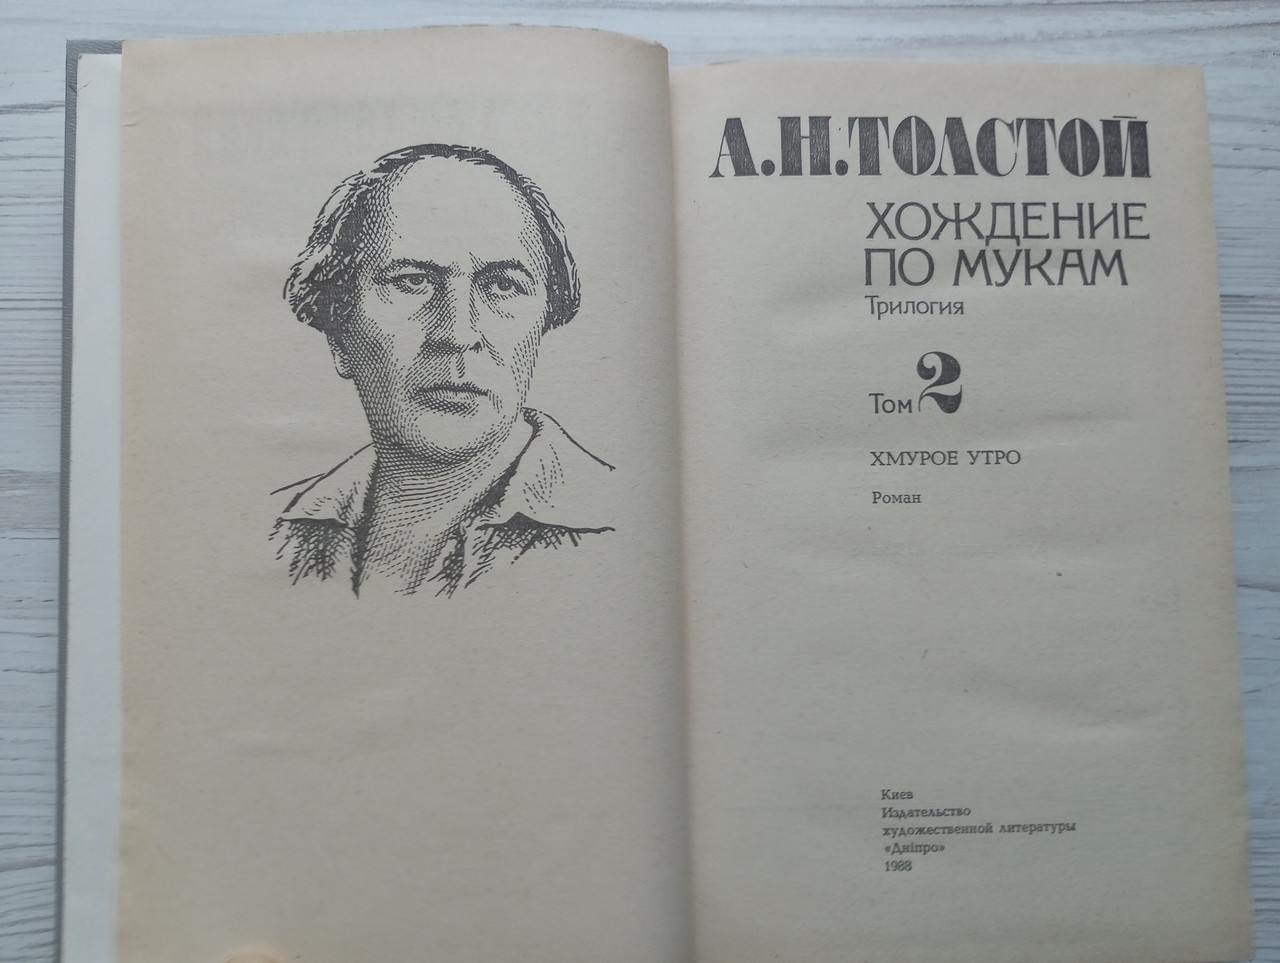 А.Н.ТОЛСТОЙ
ХОЖДЕНИЕ
ПО МУКАМ
Трилогия
Том 2
ХМУРОЕ УТРО
Роман
Киев
Издательство
художественной литературы
«Дніпро»
1988